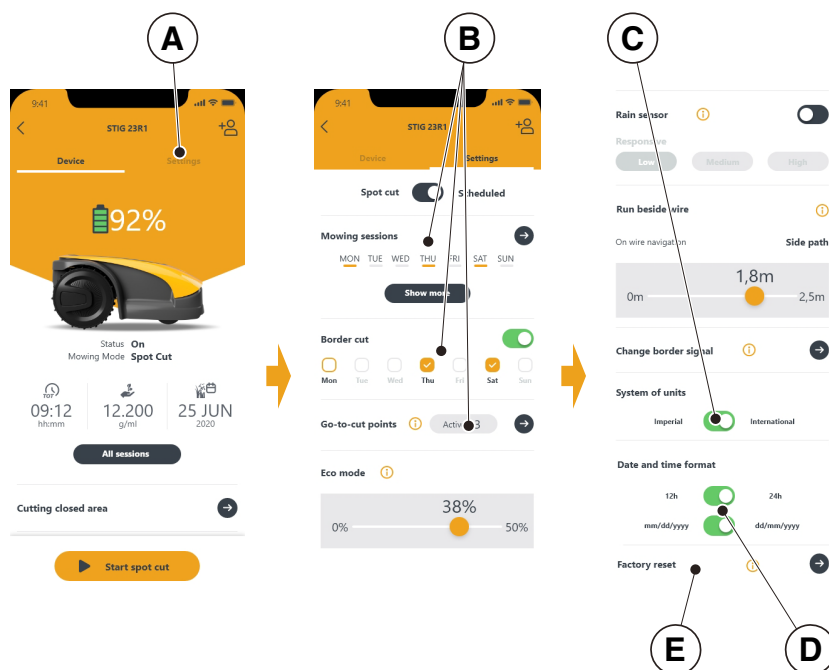 A
B
C
9:41
STIG 23R1
Device
Settings
92%
Status On
Mowing Mode Spot Cut
TOT
09:12
hh:mm
12.200
g/ml
25 JUN
2020
All sessions
Cutting closed area
Start spot cut
9:41
STIG 23R1
Device
Settings
Spot cut
Scheduled
Mowing sessions
MON TUE WED THU FRI SAT SUN
Show more
Border cut
Mon Tue Wed Thu Fri Sat Sun
Go-to-cut points
Active 3
Eco mode
38%
0%
50%
Rain sensor
Responsive
Low Medium High
Run beside wire
On wire navigation
Side path
1,8m
0m
2,5m
Change border signal
System of units
Imperial
International
Date and time format
12h
24h
mm/dd/yyyy
dd/mm/yyyy
Factory reset
E
D